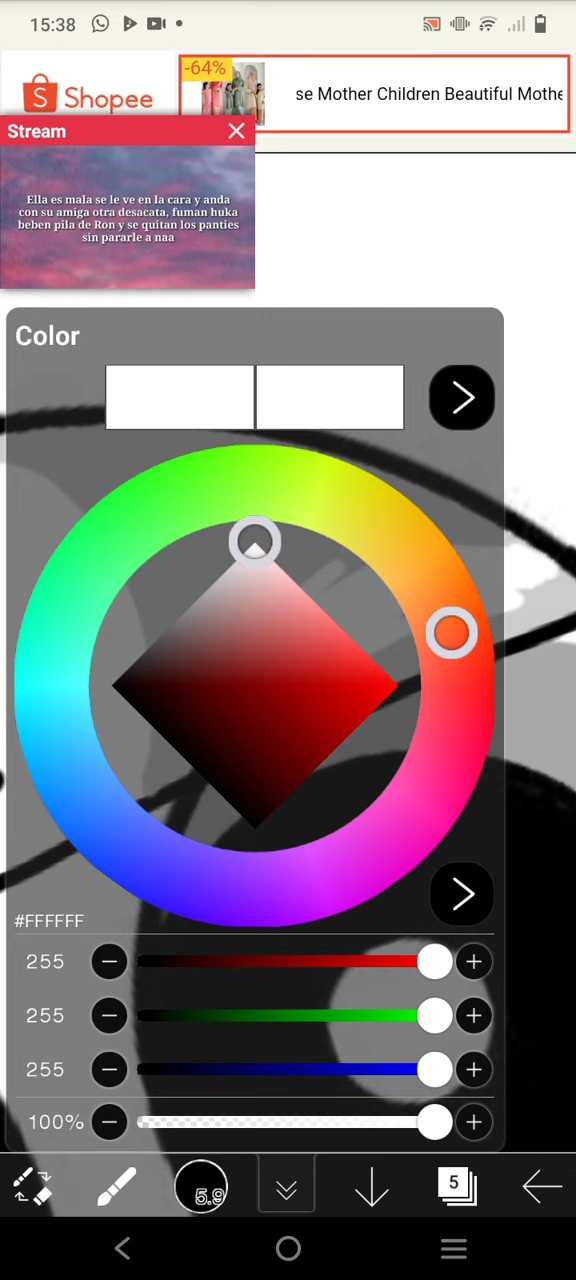 15:38
-64%
Shopee
se Mother Children Beautiful Mothe
Stream
Ella es mala se le ve en la cara y anda
con su amiga otra desacata, fuman huka
beben pila de Ron y se quitan los panties
sin pararle a naa
Color
#FFFFFF
255
255
255
100%
5.9
5